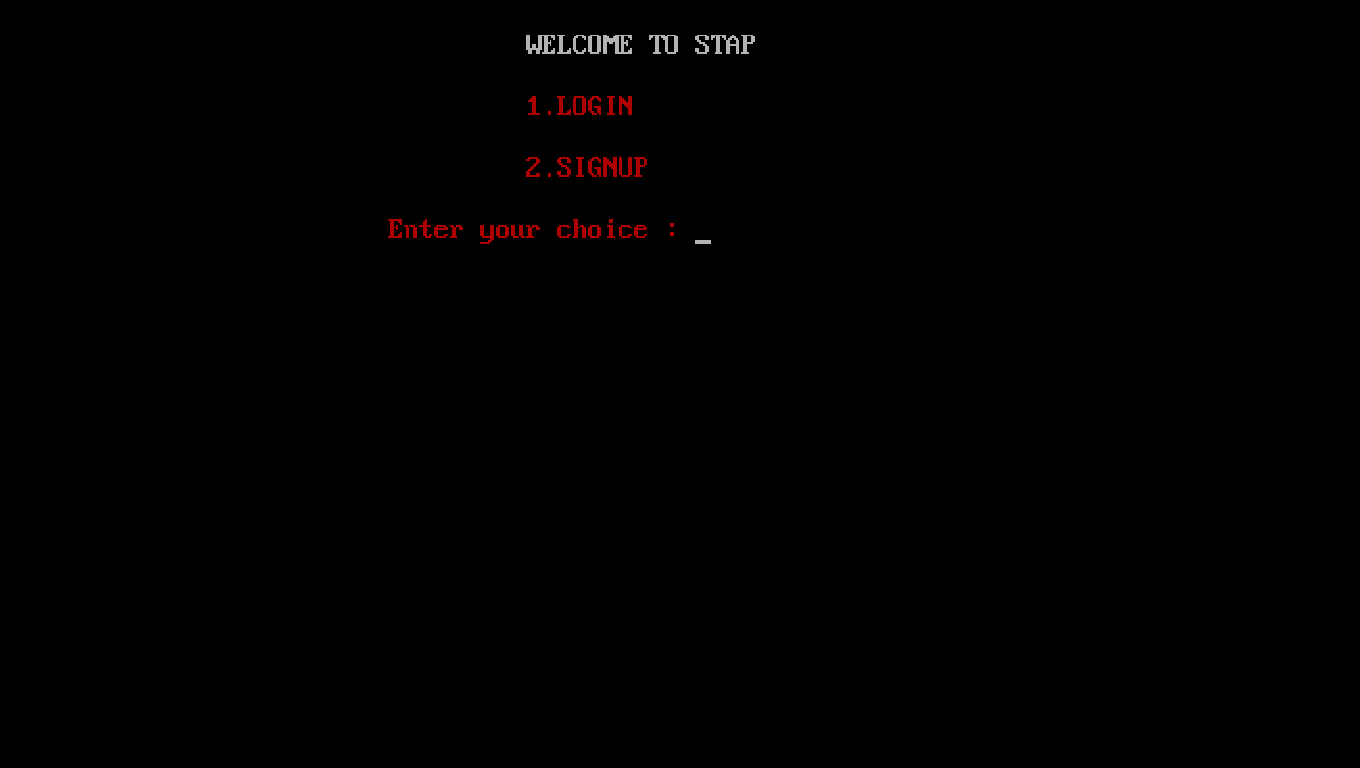 WELCOME TO STAP
1.LOGIN
2.SIGNUP
Enter your choice : _